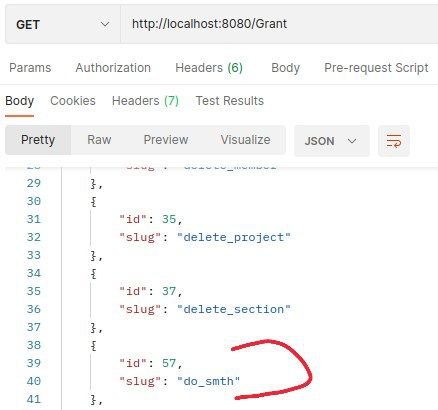 GET http://localhost:8080/Grant
Params Authorization Headers (6) Body Pre-request Script
Body Cookies Headers (7) Test Results
Pretty Raw Preview Visualize JSON
28 "slug": "delete_member"
29 },
30 {
31 "id": 35,
32 "slug": "delete_project"
33 },
34 {
35 "id": 37,
36 "slug": "delete_section"
37 },
38 {
39 "id": 57,
40 "slug": "do_smth"
41 },